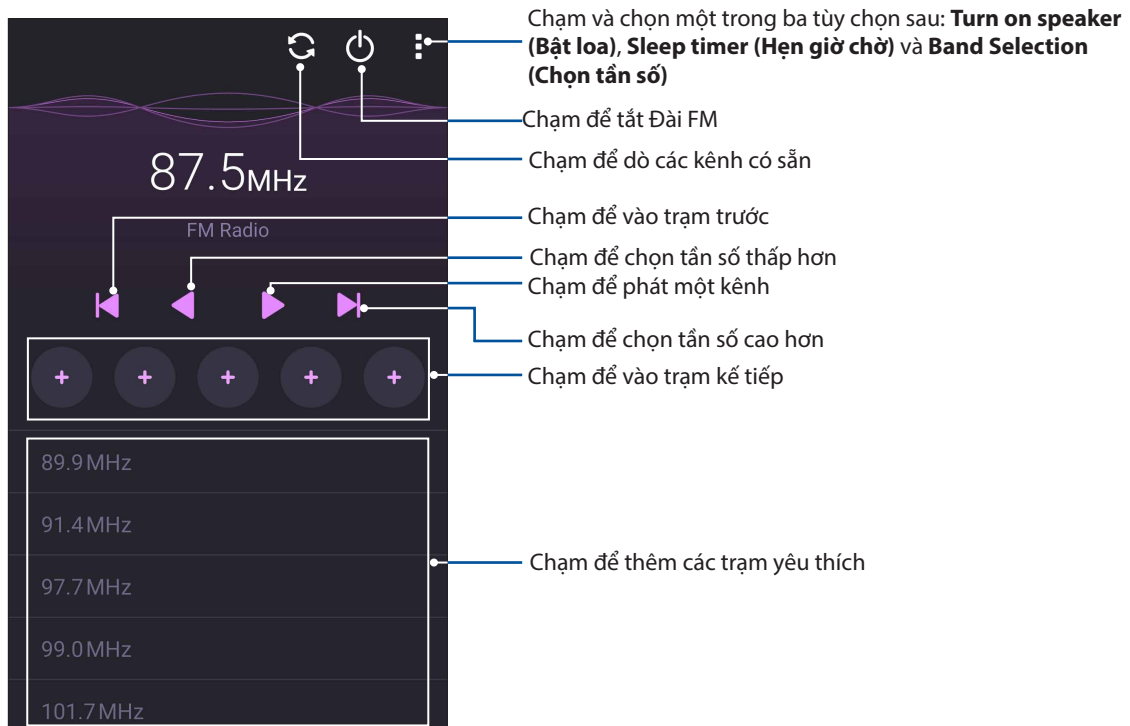 Chạm và chọn một trong ba tùy chọn sau: Turn on speaker
(Bật loa), Sleep timer (Hẹn giờ chờ) và Band Selection
(Chọn tần số)
Chạm để tắt Đài FM
Chạm để dò các kênh có sẵn
87.5MHz
FM Radio
Chạm để vào trạm trước
Chạm để chọn tần số thấp hơn
Chạm để phát một kênh
Chạm để chọn tần số cao hơn
Chạm để vào trạm kế tiếp
89.9MHz
91.4MHz
97.7MHz
99.0MHz
101.7MHz
Chạm để thêm các trạm yêu thích